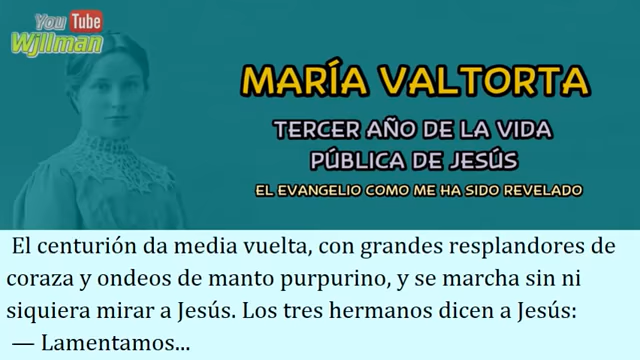 You Tube
Wjllman
MARÍA VALTORTA
TERCER AÑO DE LA VIDA
PÚBLICA DE JESÚS
EL EVANGELIO COMO ME HA SIDO REVELADO
El centurión da media vuelta, con grandes resplandores de
coraza y ondeos de manto purpurino, y se marcha sin ni
siquiera mirar a Jesús. Los tres hermanos dicen a Jesús:
— Lamentamos...